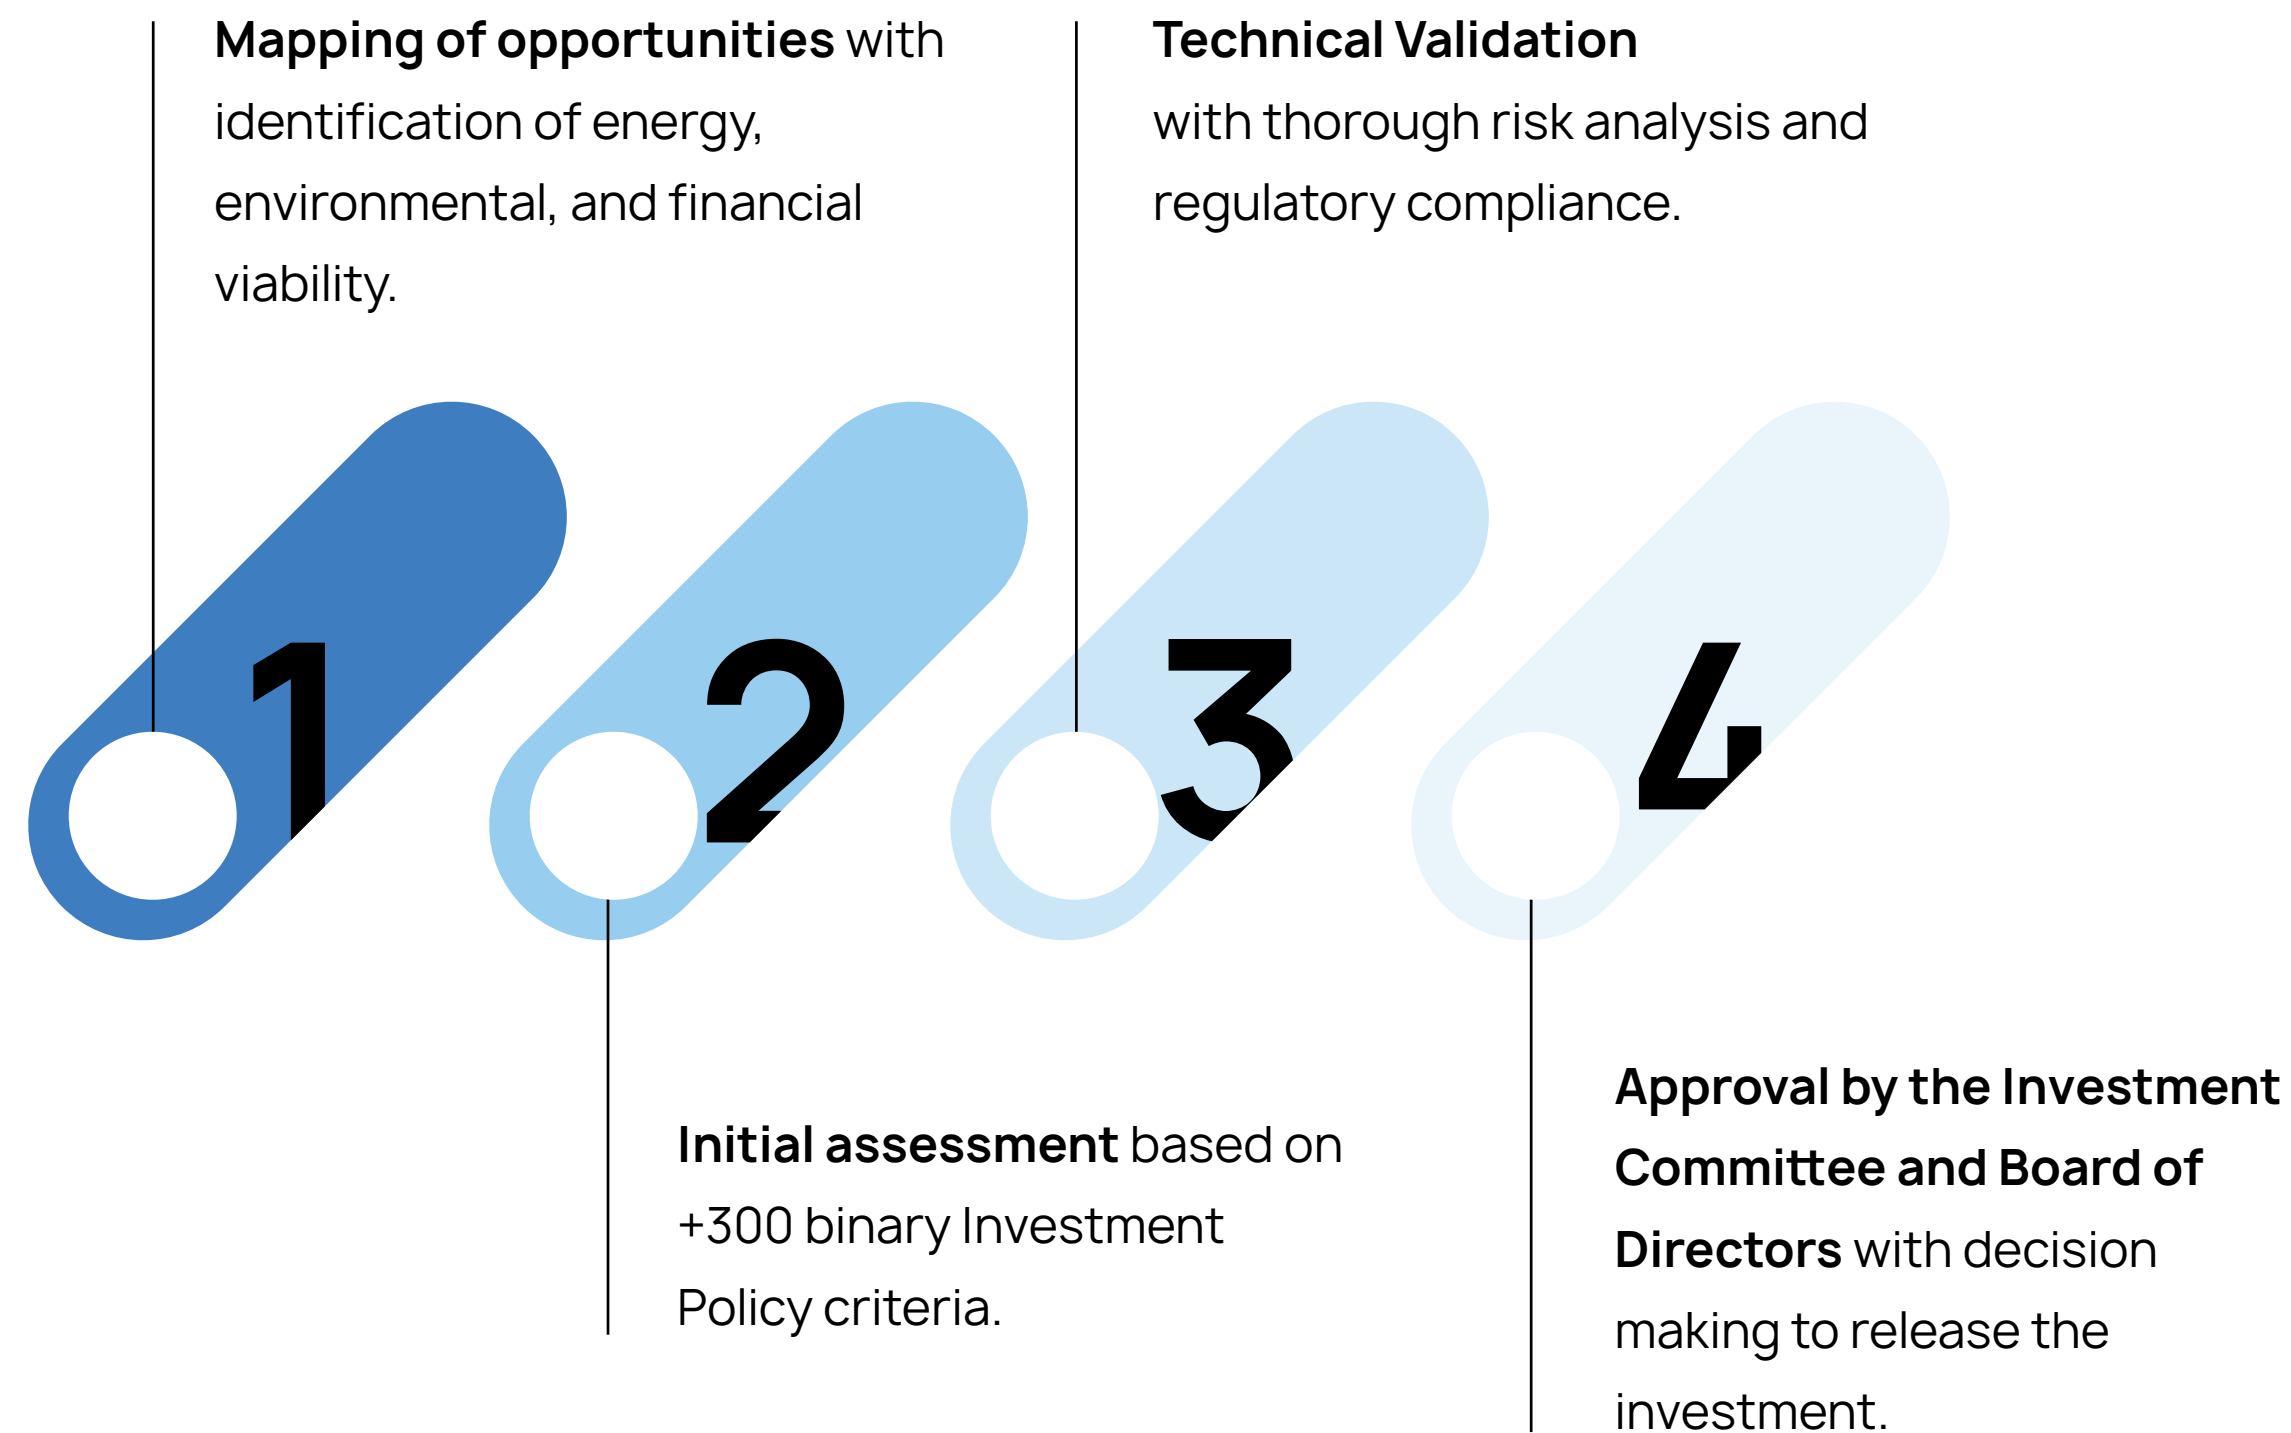 Mapping of opportunities with
identification of energy,
environmental, and financial
viability.
Technical Validation
with thorough risk analysis and
regulatory compliance.
1
2
3
4
Initial assessment based on
+300 binary Investment
Policy criteria.
Approval by the Investment
Committee and Board of
Directors with decision
making to release the
investment.